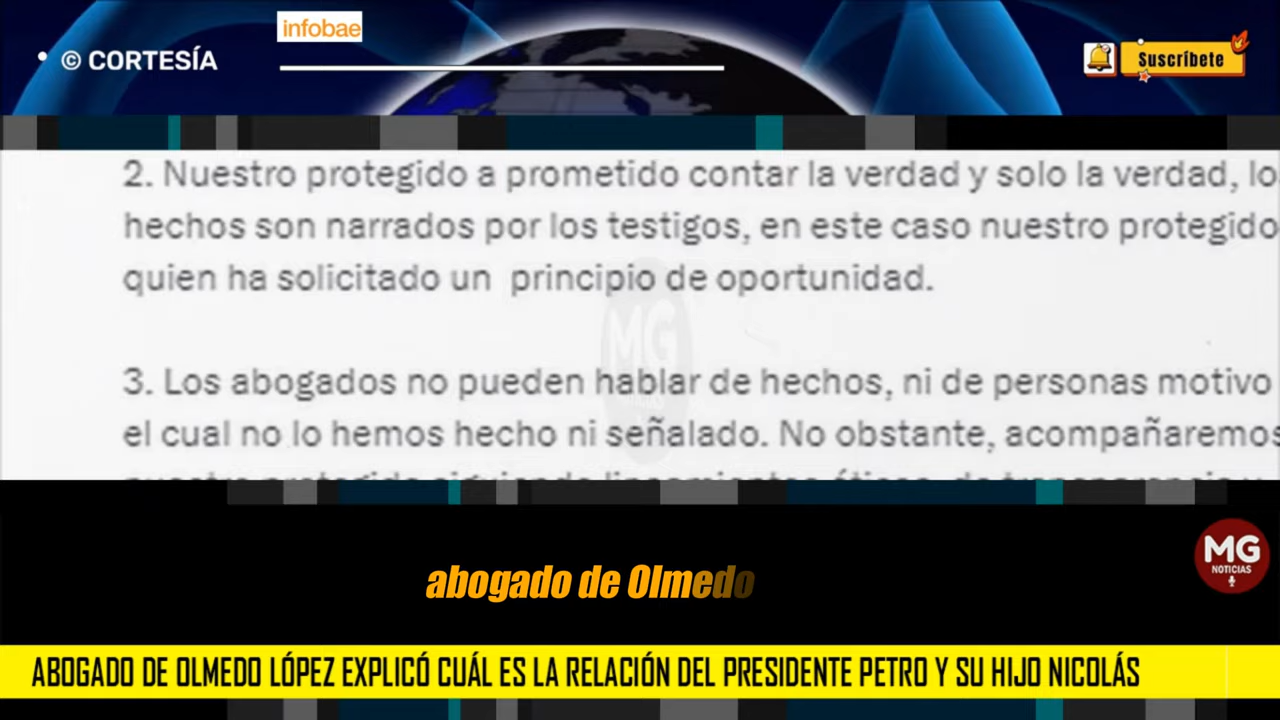 infobae
© CORTESÍA
Suscríbete
2. Nuestro protegido a prometido contar la verdad y solo la verdad, lo
hechos son narrados por los testigos, en este caso nuestro protegido
quien ha solicitado un principio de oportunidad.
MG
3. Los abogados no pueden hablar de hechos, ni de personas motivo
el cual no lo hemos hecho ni señalado. No obstante, acompañaremos
abogado de Olmedo
MG
NOTICIAS
ABOGADO DE OLMEDO LÓPEZ EXPLICÓ CUÁL ES LA RELACIÓN DEL PRESIDENTE PETRO Y SU HIJO NICOLÁS